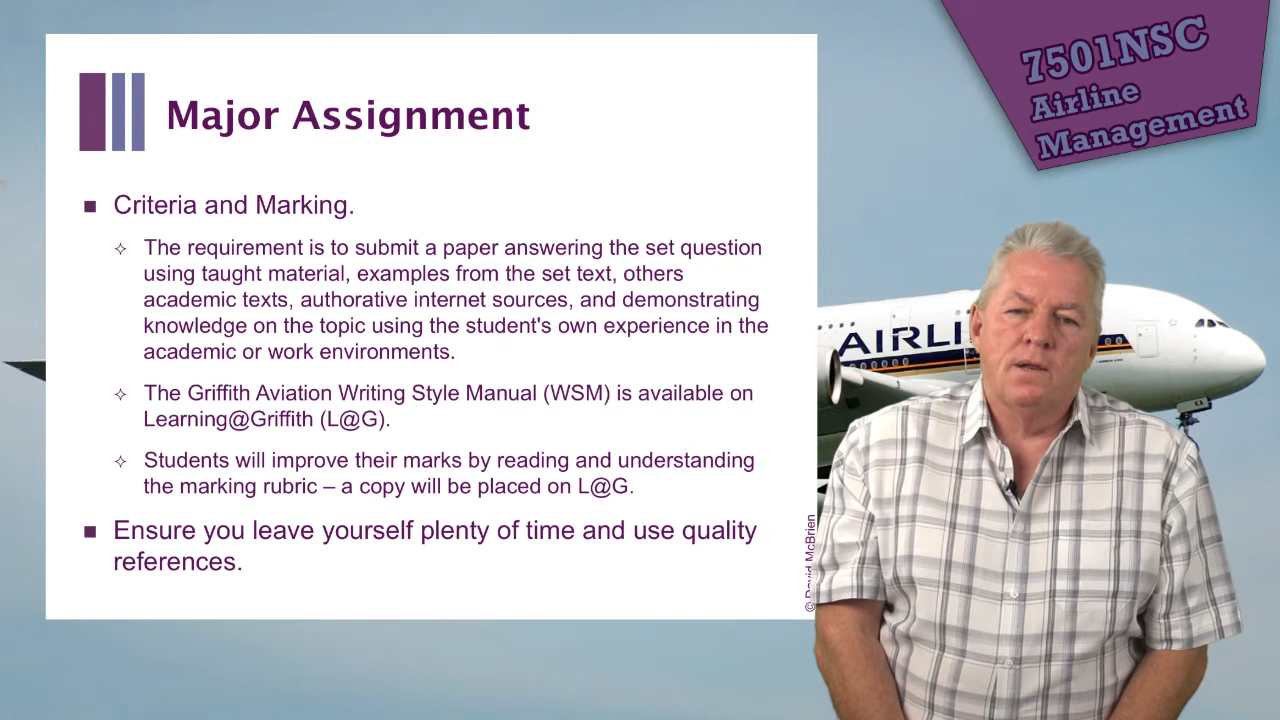 7501NSC
Airline
Management
Major Assignment
Criteria and Marking.
The requirement is to submit a paper answering the set question
using taught material, examples from the set text, others
academic texts, authorative internet sources, and demonstrating
knowledge on the topic using the student's own experience in the
academic or work environments.
The Griffith Aviation Writing Style Manual (WSM) is available on
Learning@Griffith (L@G).
Students will improve their marks by reading and understanding
the marking rubric – a copy will be placed on L@G.
Ensure you leave yourself plenty of time and use quality
references.
© David McBrien
AIRLI